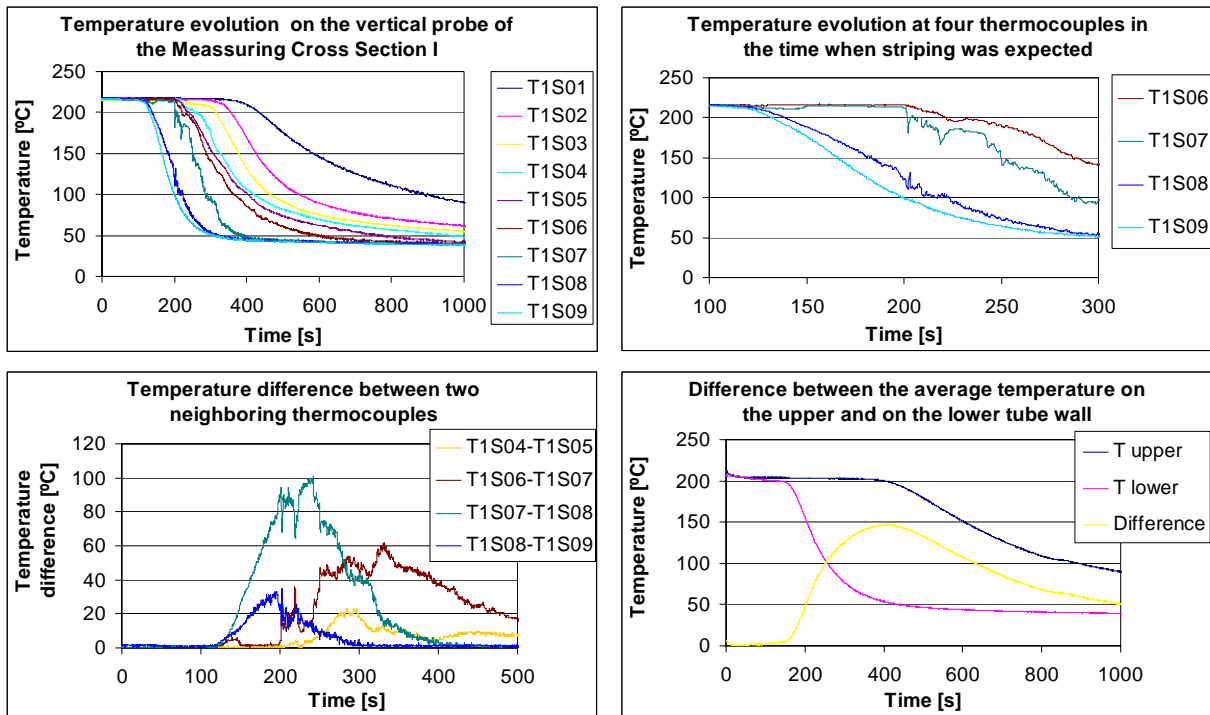 Temperature evolution on the vertical probe of
the Meassuring Cross Section I
Temperature [ºC]
250
200
150
100
50
0
0 200 400 600 800 1000
Time [s]
T1S01
T1S02
T1S03
T1S04
T1S05
T1S06
T1S07
T1S08
T1S09
Temperature evolution at four thermocouples in
the time when striping was expected
Temperature [ºC]
250
200
150
100
50
0
100 150 200 250 300
Time [s]
T1S06
T1S07
T1S08
T1S09
Temperature difference between two
neighboring thermocouples
Temperature
difference [ºC]
120
100
80
60
40
20
0
0 100 200 300 400 500
Time [s]
T1S04-T1S05
T1S06-T1S07
T1S07-T1S08
T1S08-T1S09
Difference between the average temperature on
the upper and on the lower tube wall
Temperature [ºC]
250
200
150
100
50
0
0 200 400 600 800 1000
Time [s]
T upper
T lower
Difference